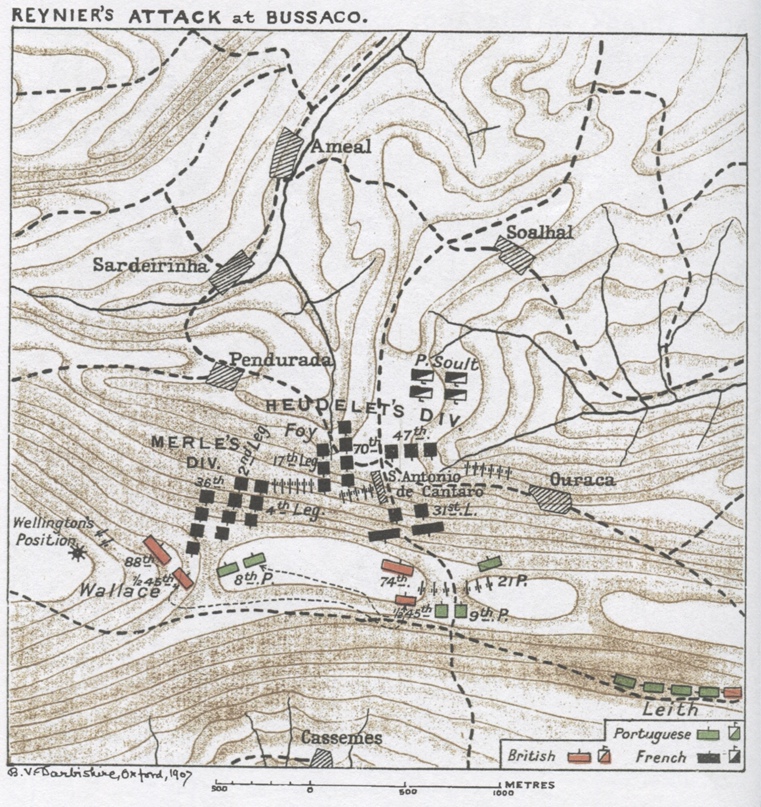 REYNIER'S ATTACK at BUSSACO.
Ameal
Soalhal
Sardeirinha
Pendurada
P. Soult
HEUDELET'S DIV.
MERLE'S
DIV.
2nd Leg
Foy
17th Leg
70th
47th
36th
4th Leg.
S. Antonio
de Cantaro
Ouraca
31st L.
Wellington's
Position
88th
½ 45th
Wallace
8th P.
74th
21 P.
½ 45th
9th P.
Leith
Cassemes
Portuguese
British
French
B.V. Darbishire, Oxford, 1907
500 0 500 1000 METRES